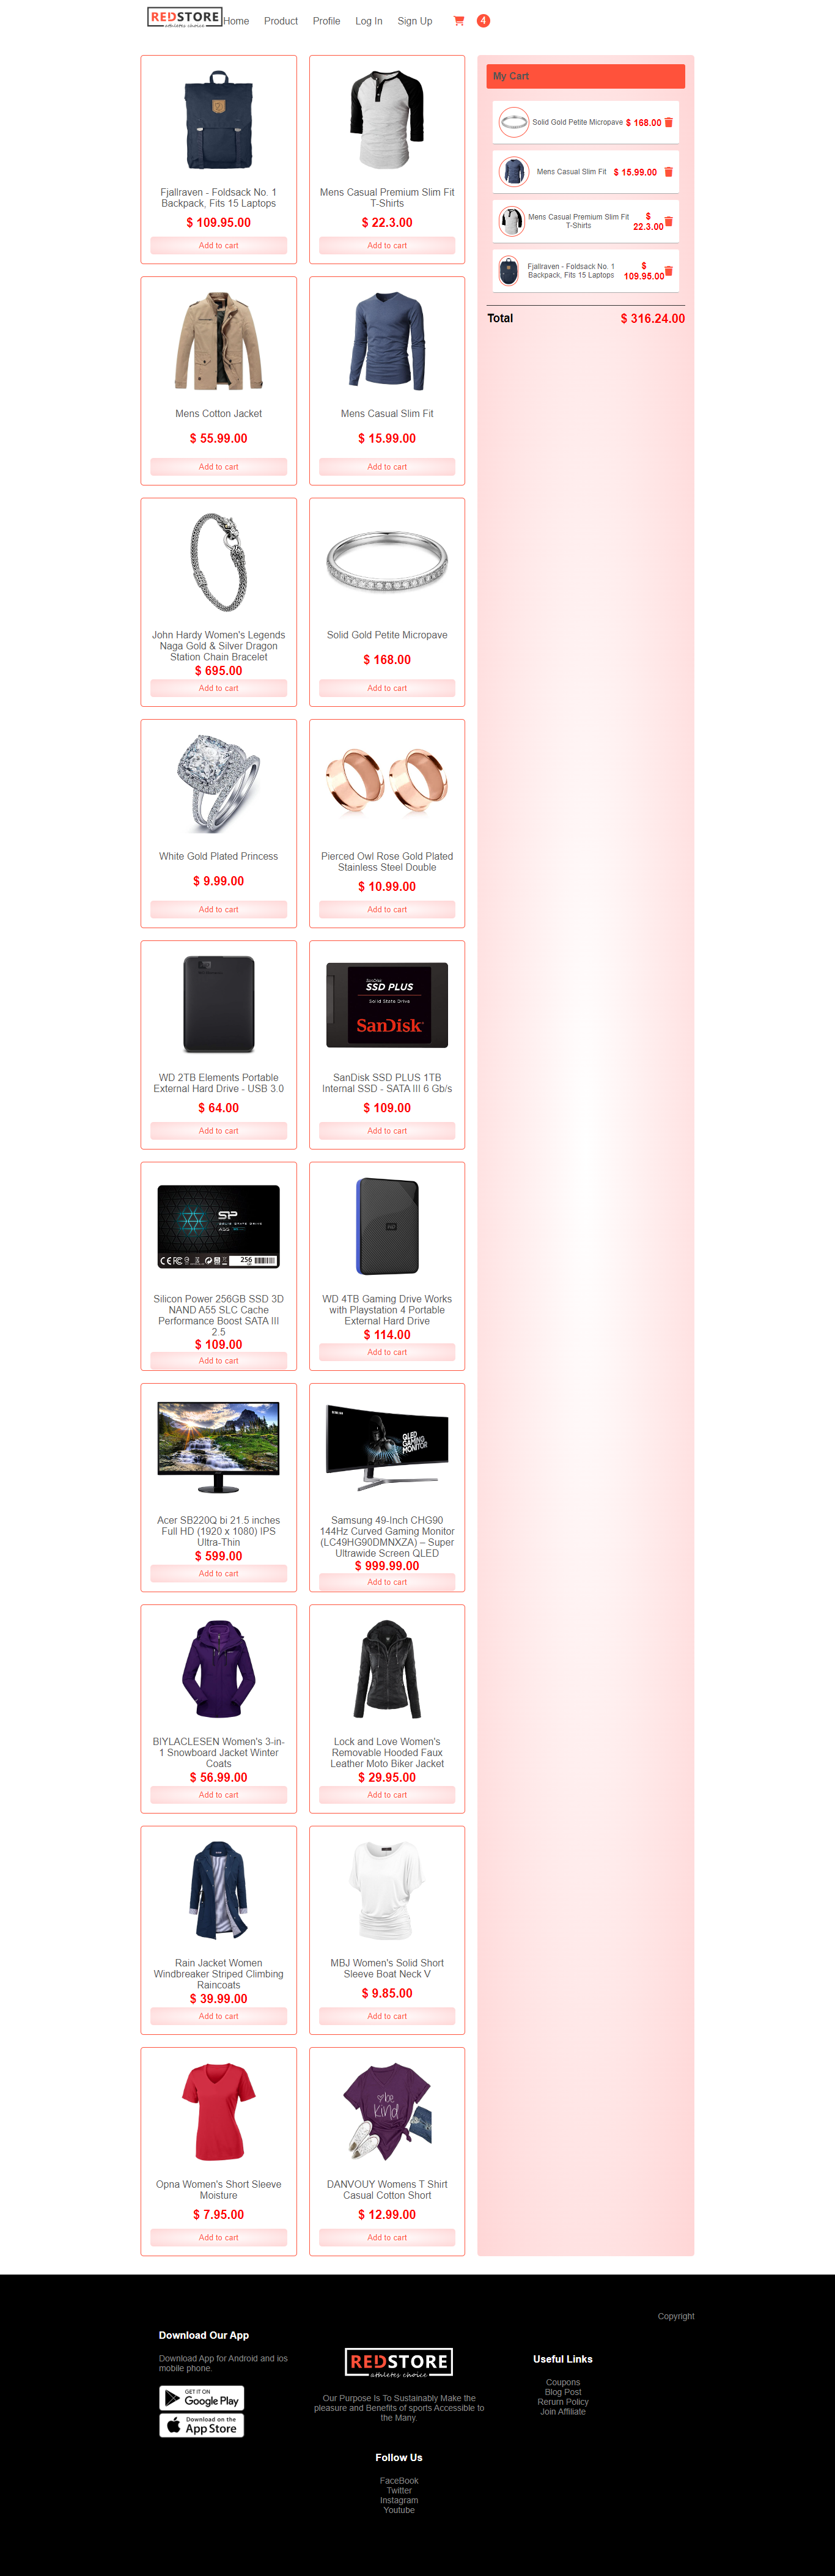 REDSTORE
athletes choice
Home Product Profile Log In Sign Up 4
Fjallraven - Foldsack No. 1
Backpack, Fits 15 Laptops
$ 109.95.00
Add to cart
Mens Casual Premium Slim Fit
T-Shirts
$ 22.3.00
Add to cart
Mens Cotton Jacket
$ 55.99.00
Add to cart
Mens Casual Slim Fit
$ 15.99.00
Add to cart
John Hardy Women's Legends
Naga Gold & Silver Dragon
Station Chain Bracelet
$ 695.00
Add to cart
Solid Gold Petite Micropave
$ 168.00
Add to cart
White Gold Plated Princess
$ 9.99.00
Add to cart
Pierced Owl Rose Gold Plated
Stainless Steel Double
$ 10.99.00
Add to cart
WD 2TB Elements Portable
External Hard Drive - USB 3.0
$ 64.00
Add to cart
SanDisk
SSD PLUS
Solid State Drive
SanDisk
SanDisk SSD PLUS 1TB
Internal SSD - SATA III 6 Gb/s
$ 109.00
Add to cart
SP
SOLID STATE DRIVE
A55
256
Silicon Power 256GB SSD 3D
NAND A55 SLC Cache
Performance Boost SATA III
2.5
$ 109.00
Add to cart
WD
WD 4TB Gaming Drive Works
with Playstation 4 Portable
External Hard Drive
$ 114.00
Add to cart
Acer SB220Q bi 21.5 inches
Full HD (1920 x 1080) IPS
Ultra-Thin
$ 599.00
Add to cart
QLED
GAMING
MONITOR
Samsung 49-Inch CHG90
144Hz Curved Gaming Monitor
(LC49HG90DMNXZA) – Super
Ultrawide Screen QLED
$ 999.99.00
Add to cart
BIYLACLESEN Women's 3-in-
1 Snowboard Jacket Winter
Coats
$ 56.99.00
Add to cart
Lock and Love Women's
Removable Hooded Faux
Leather Moto Biker Jacket
$ 29.95.00
Add to cart
Rain Jacket Women
Windbreaker Striped Climbing
Raincoats
$ 39.99.00
Add to cart
MBJ Women's Solid Short
Sleeve Boat Neck V
$ 9.85.00
Add to cart
Opna Women's Short Sleeve
Moisture
$ 7.95.00
Add to cart
be
kind
DANVOUY Womens T Shirt
Casual Cotton Short
$ 12.99.00
Add to cart
My Cart
Solid Gold Petite Micropave $ 168.00
Mens Casual Slim Fit $ 15.99.00
Mens Casual Premium Slim Fit
T-Shirts
$
22.3.00
Fjallraven - Foldsack No. 1
Backpack, Fits 15 Laptops
$
109.95.00
Total $ 316.24.00
Copyright
Download Our App
Download App for Android and ios
mobile phone.
GET IT ON
Google Play
Download on the
App Store
REDSTORE
athletes choice
Our Purpose Is To Sustainably Make the
pleasure and Benefits of sports Accessible to
the Many.
Useful Links
Coupons
Blog Post
Rerurn Policy
Join Affiliate
Follow Us
FaceBook
Twitter
Instagram
Youtube